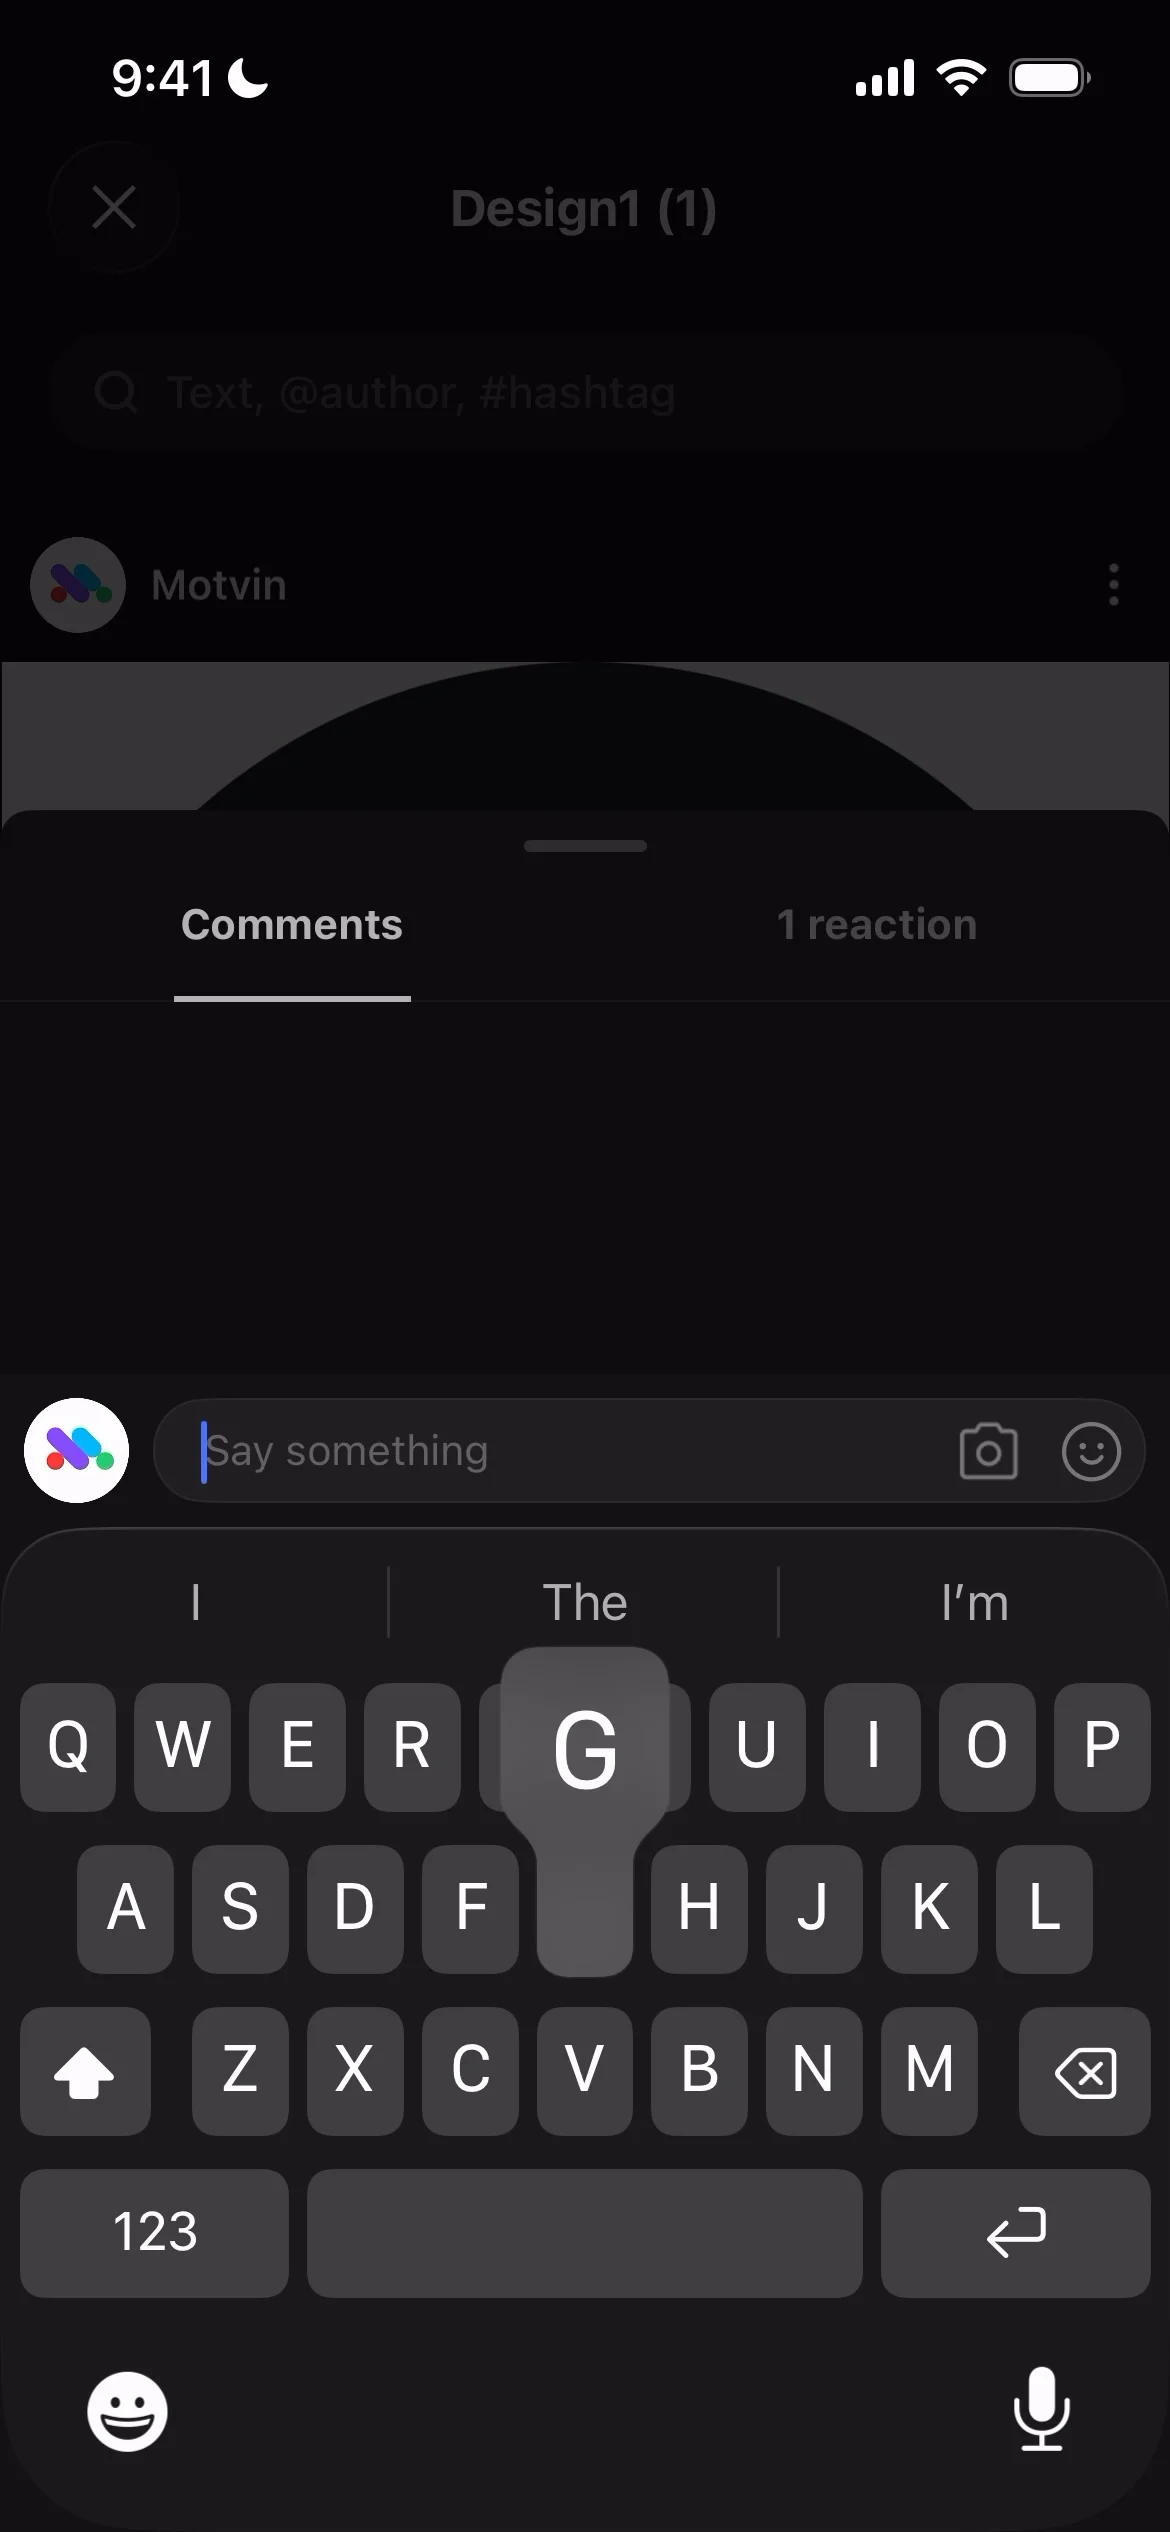 9:41
Design1 (1)
Text, @author, #hashtag
Motvin
Comments 1 reaction
Say something
I The I'm
Q W E R G U I O P
A S D F H J K L
Z X C V B N M
123